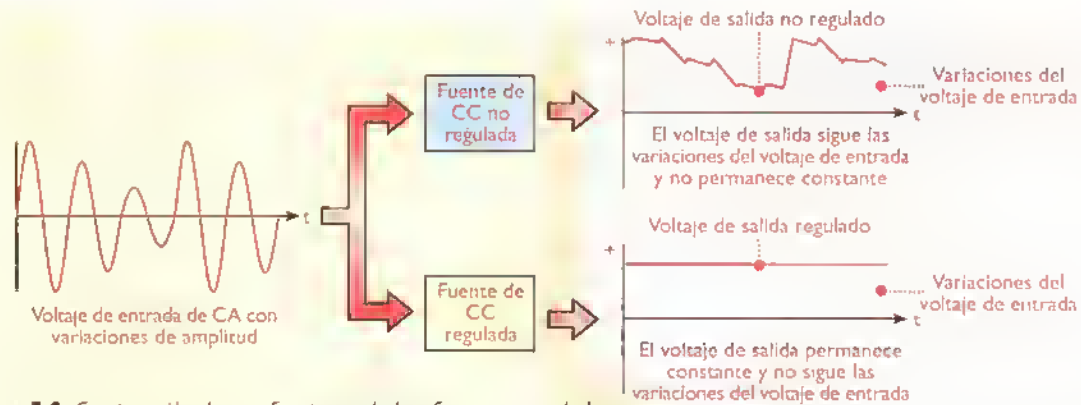 Voltaje de salida no regulado
+
Fuente de
CC no
regulada
Variaciones del
voltaje de entrada
t
El voltaje de salida sigue las
variaciones del voltaje de entrada
y no permanece constante
t
Voltaje de entrada de CA con
variaciones de amplitud
Voltaje de salida regulado
+
Fuente de
CC
regulada
Variaciones del
voltaje de entrada
t
El voltaje de salida permanece
constante y no sigue las
variaciones del voltaje de entrada